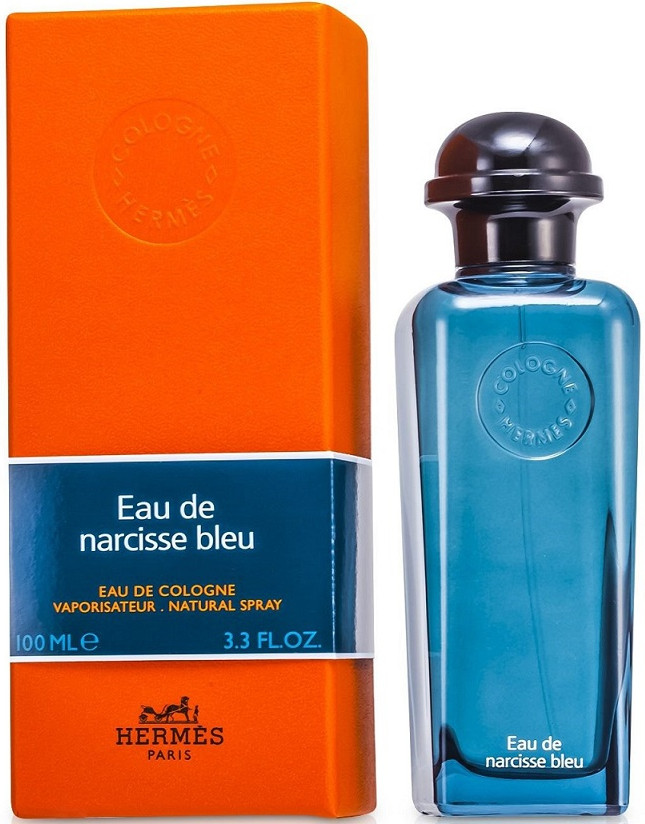 COLOGNE
HERMÈS
Eau de
narcisse bleu
EAU DE COLOGNE
VAPORISATEUR . NATURAL SPRAY
100 ML e 3.3 FL.OZ.
HERMÈS
PARIS
COLOGNE
HERMÈS
Eau de
narcisse bleu